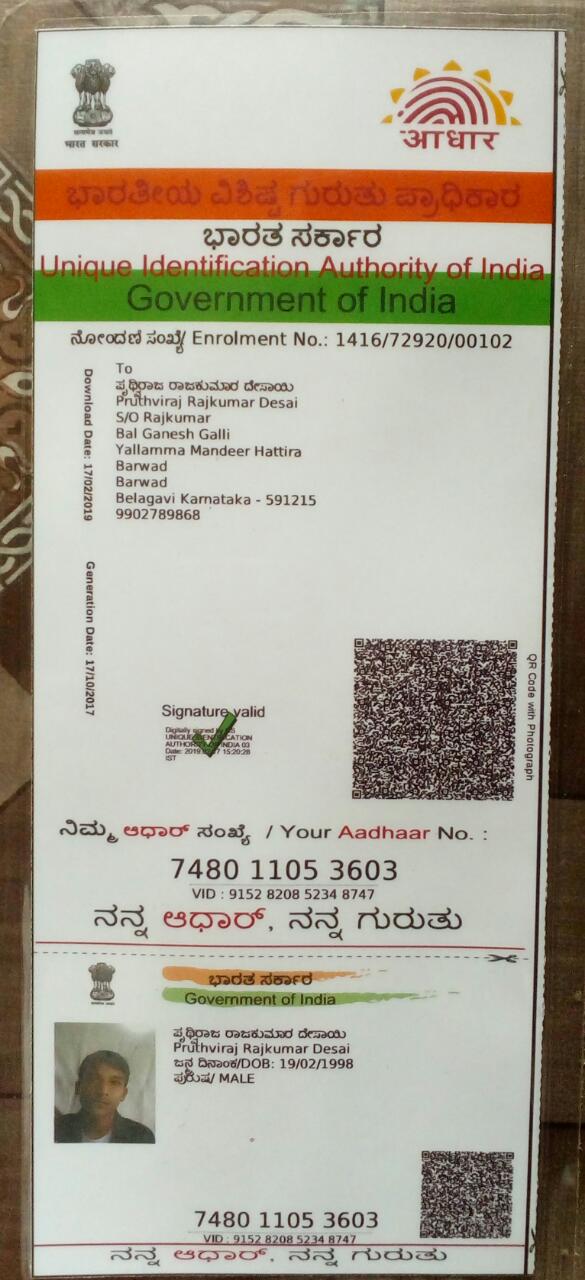 सत्यमेव जयते
भारत सरकार
आधार
ಭಾರತೀಯ ವಿಶಿಷ್ಟ ಗುರುತು ಪ್ರಾಧಿಕಾರ
ಭಾರತ ಸರ್ಕಾರ
Unique Identification Authority of India
Government of India
ನೋಂದಣಿ ಸಂಖ್ಯೆ/ Enrolment No.: 1416/72920/00102
Download Date: 17/02/2019
Generation Date: 17/10/2017
To
ಪೃಥ್ವಿರಾಜ ರಾಜಕುಮಾರ ದೇಸಾಯಿ
Pruthviraj Rajkumar Desai
S/O Rajkumar
Bal Ganesh Galli
Yallamma Mandeer Hattira
Barwad
Barwad
Belagavi Karnataka - 591215
9902789868
QR Code with Photograph
Signature valid
Digitally signed by DS
UNIQUE IDENTIFICATION
AUTHORITY OF INDIA 03
Date: 2019 15:20:28
IST
ನಿಮ್ಮ ಆಧಾರ್ ಸಂಖ್ಯೆ / Your Aadhaar No. :
7480 1105 3603
VID : 9152 8208 5234 8747
ನನ್ನ ಆಧಾರ್, ನನ್ನ ಗುರುತು
ಭಾರತ ಸರ್ಕಾರ
Government of India
ಪೃಥ್ವಿರಾಜ ರಾಜಕುಮಾರ ದೇಸಾಯಿ
Pruthviraj Rajkumar Desai
ಜನ್ಮ ದಿನಾಂಕ/DOB: 19/02/1998
ಪುರುಷ/ MALE
7480 1105 3603
VID : 9152 8208 5234 8747
ನನ್ನ ಆಧಾರ್, ನನ್ನ ಗುರುತು